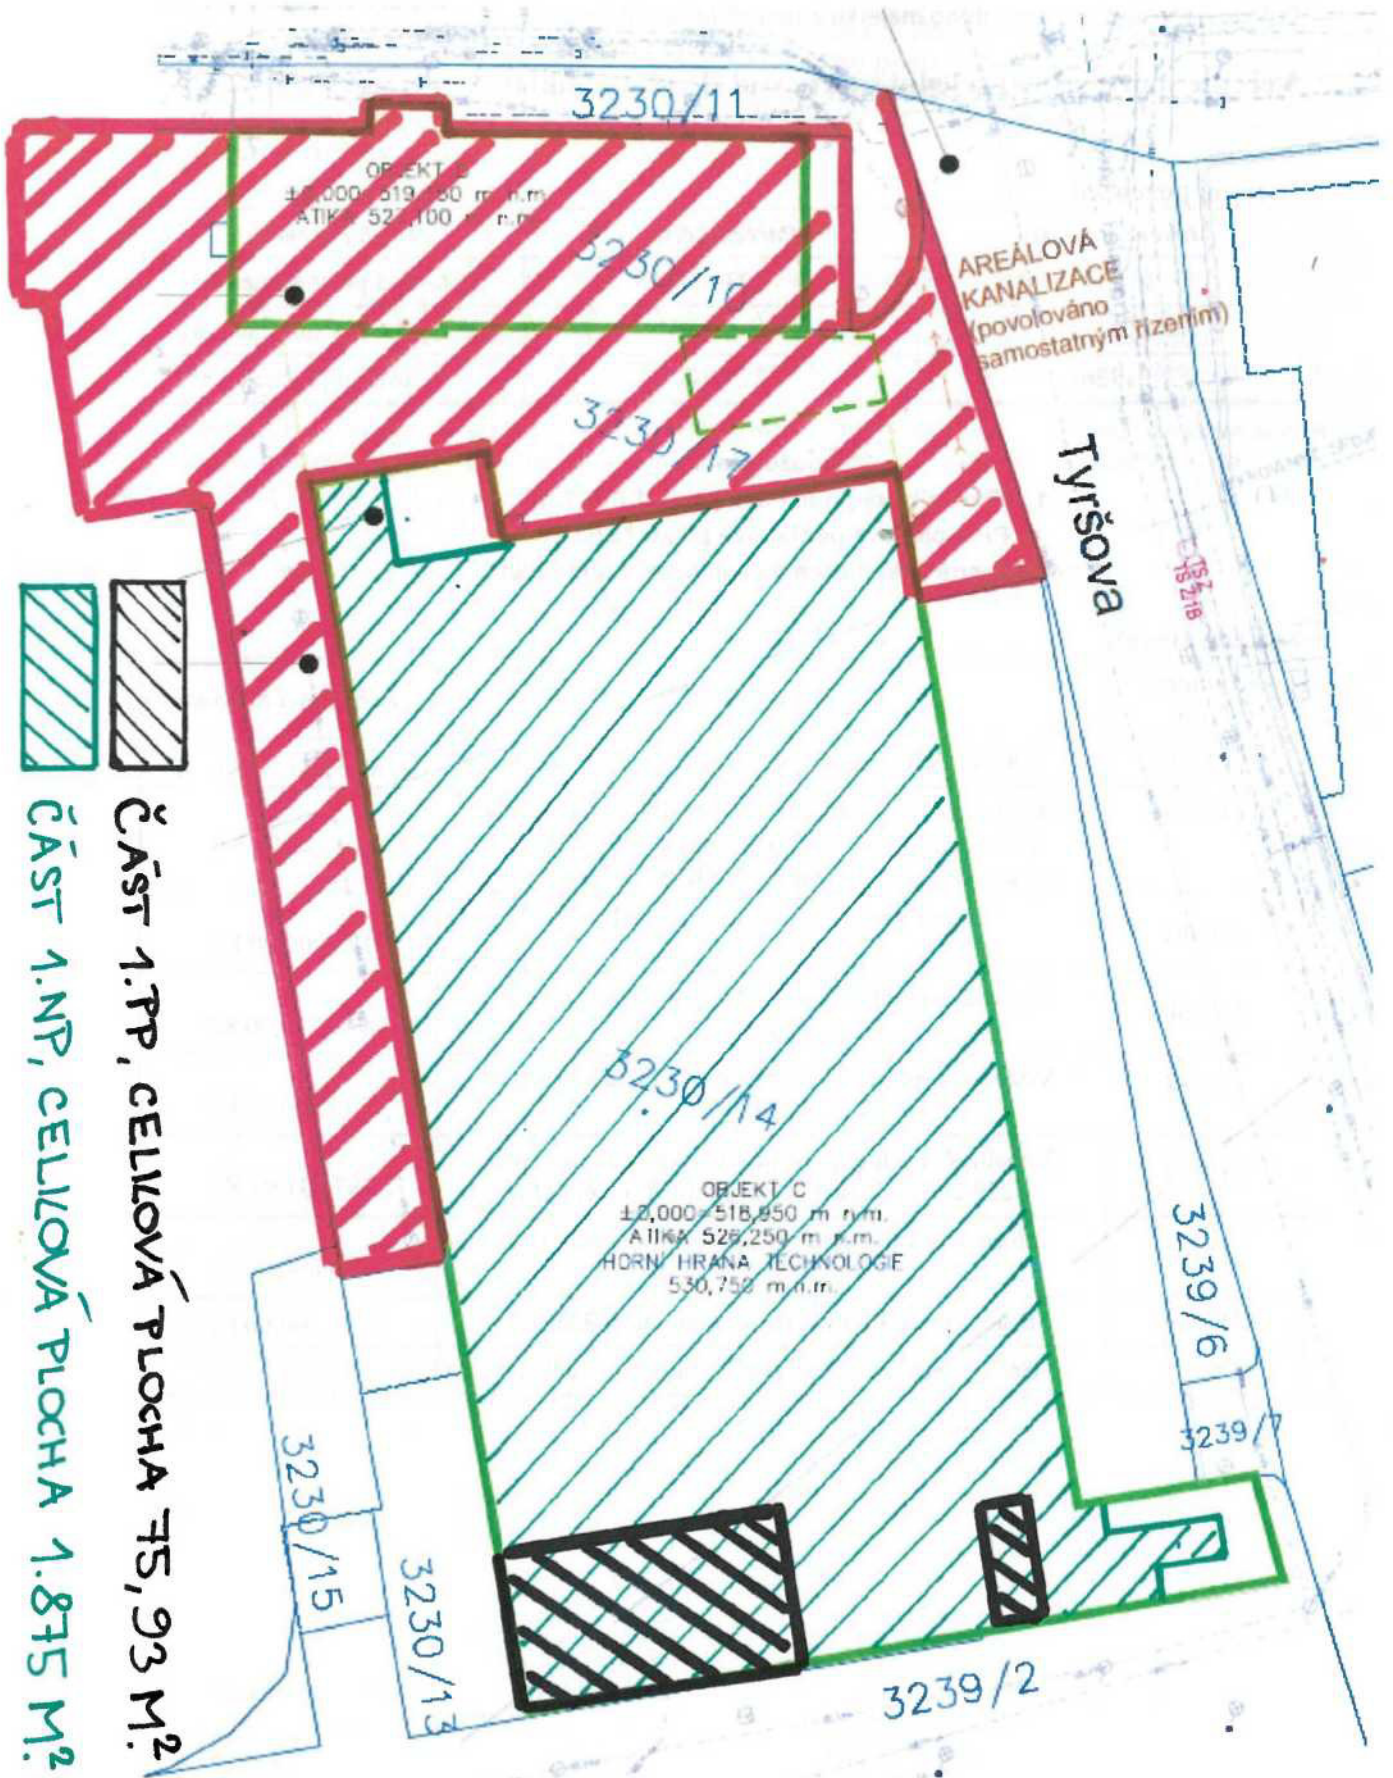 3230/11
OBJEKT
ATIKA
3230/10
AREÁLOVÁ
KANALIZACE
(povolováno
samostatným řízením)
3230/17
Tyršova
3230/14
OBJEKT C
±0,000=518,950 m n.m.
ATIKA 526,250 m n.m.
HORNÍ HRANA TECHNOLOGIE
530,750 m.n.m.
3239/6
3239/7
3230/15
3230/13
3239/2
ČÁST 1.PP, CELKOVÁ PLOCHA 75,93 M²
ČÁST 1.NP, CELKOVÁ PLOCHA 1.875 M²